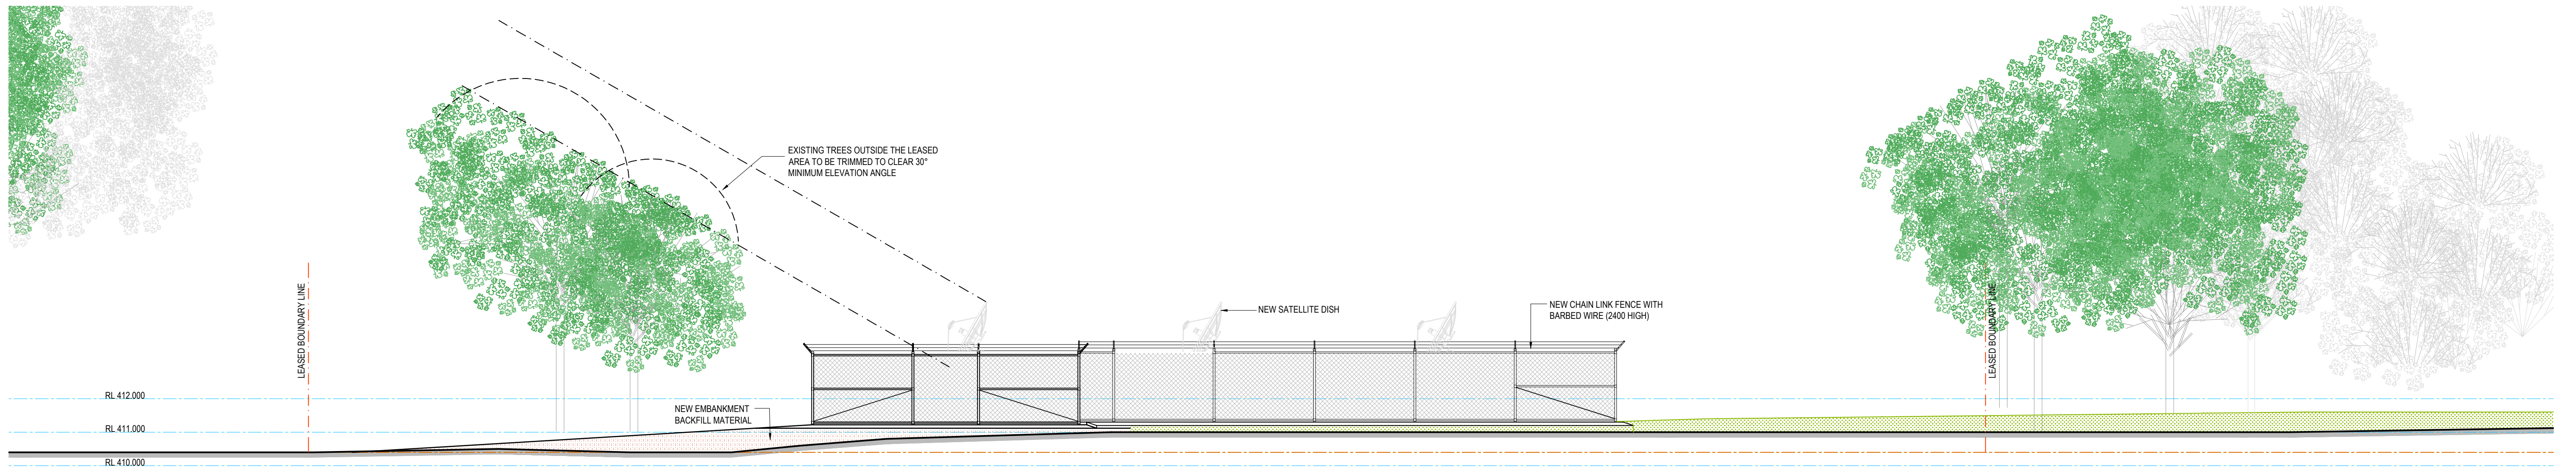 EXISTING TREES OUTSIDE THE LEASED
AREA TO BE TRIMMED TO CLEAR 30°
MINIMUM ELEVATION ANGLE
LEASED BOUNDARY LINE
NEW SATELLITE DISH
NEW CHAIN LINK FENCE WITH
BARBED WIRE (2400 HIGH)
LEASED BOUNDARY LINE
RL 412.000
NEW EMBANKMENT
BACKFILL MATERIAL
RL 411.000
RL 410.000